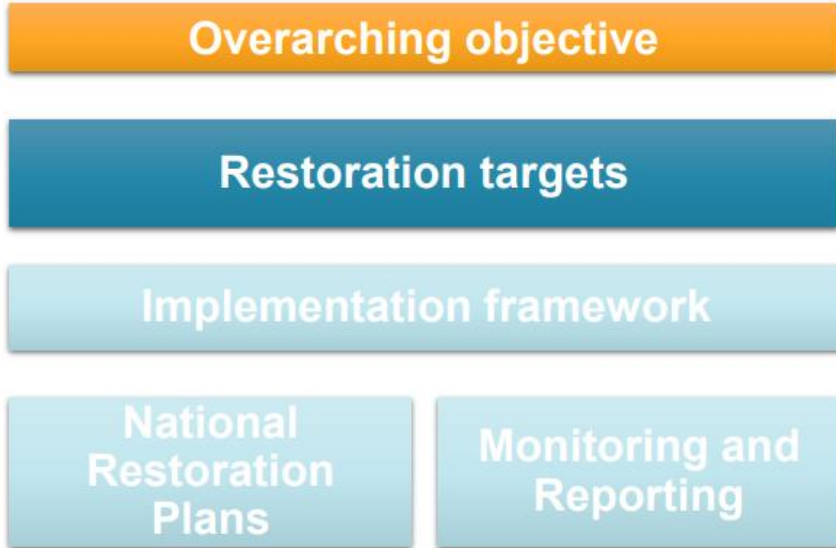 Overarching objective
Restoration targets
Implementation framework
National
Restoration
Plans
Monitoring and
Reporting